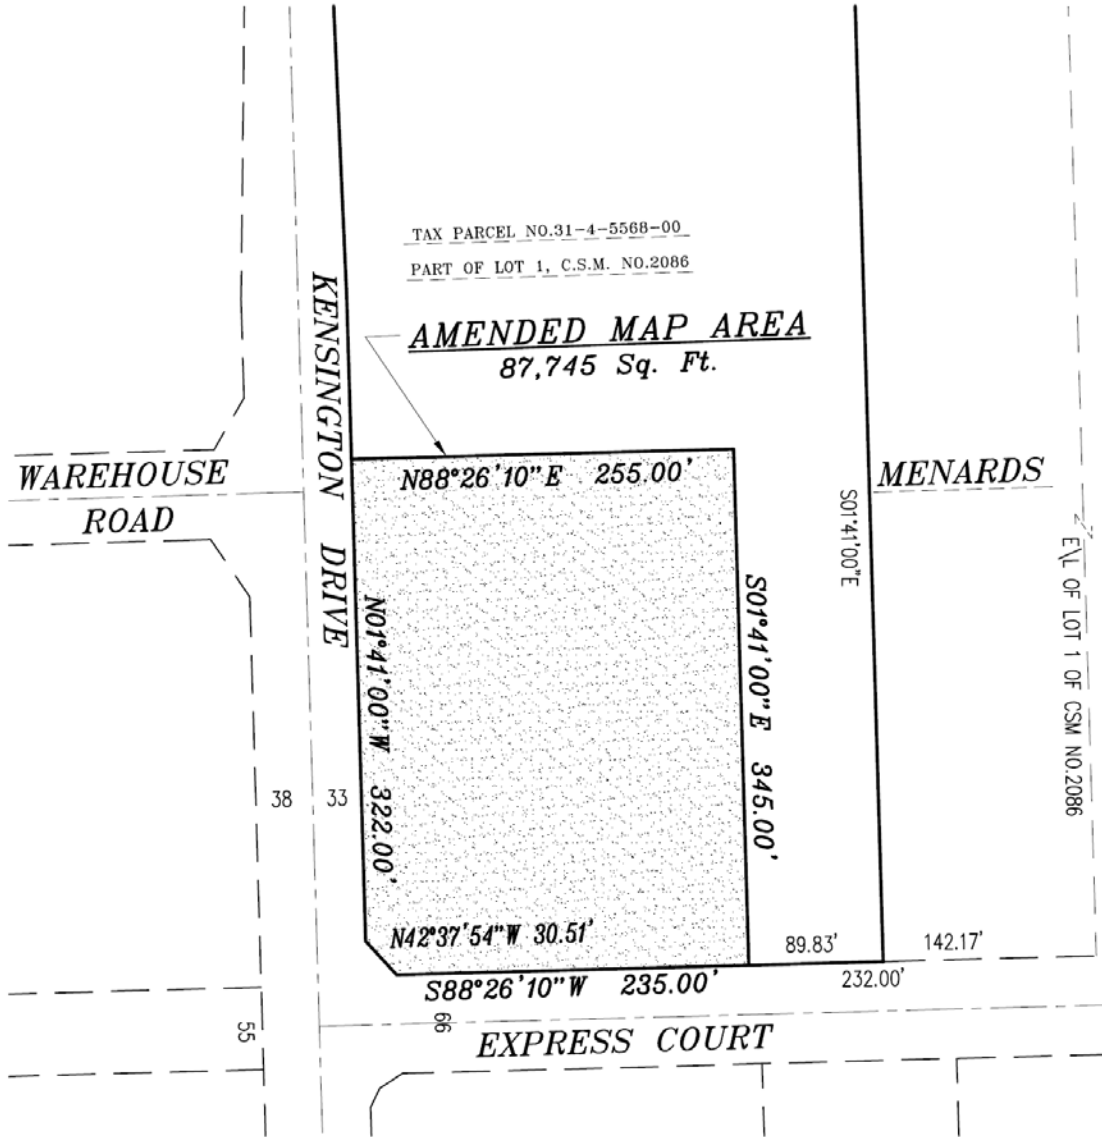 TAX PARCEL NO.31-4-5568-00
PART OF LOT 1, C.S.M. NO.2086
AMENDED MAP AREA
87,745 Sq. Ft.
KENSINGTON DRIVE
WAREHOUSE
ROAD
N88°26'10"E 255.00'
MENARDS
S01°41'00"E
E\L OF LOT 1 OF CSM NO.2086
N01°41'00"W 322.00'
S01°41'00"E 345.00'
38
33
N42°37'54"W 30.51'
89.83'
142.17'
S88°26'10"W 235.00'
232.00'
55
66
EXPRESS COURT